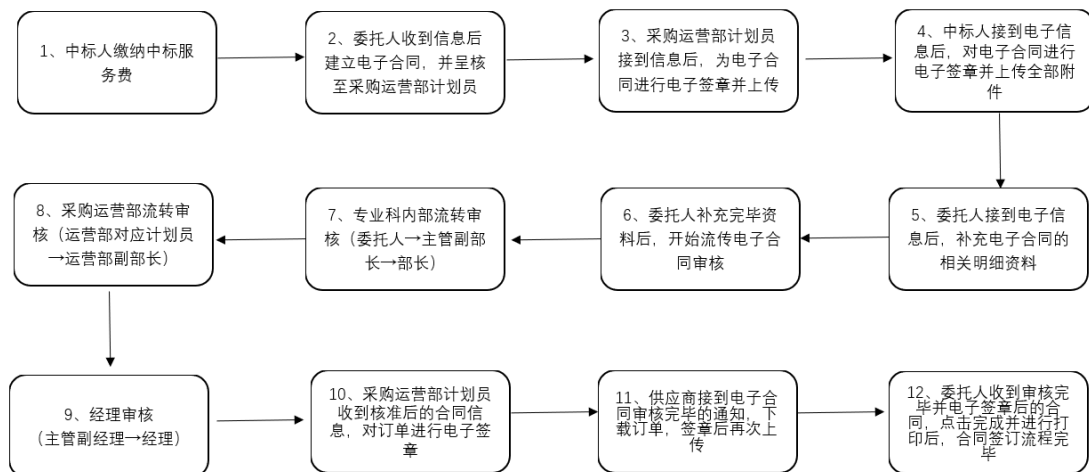 1、中标人缴纳中标服
务费
2、委托人收到信息后
建立电子合同，并呈核
至采购运营部计划员
3、采购运营部计划员
接到信息后，为电子合
同进行电子签章并上传
4、中标人接到电子信
息后，对电子合同进行
电子签章并上传全部附
件
5、委托人接到电子信
息后，补充电子合同的
相关明细资料
6、委托人补充完毕资
料后，开始流传电子合
同审核
7、专业科内部流转审
核（委托人→主管副部
长→部长）
8、采购运营部流转审
核（运营部对应计划员
→运营部副部长）
9、经理审核
（主管副经理→经理）
10、采购运营部计划员
收到核准后的合同信
息，对订单进行电子签
章
11、供应商接到电子合
同审核完毕的通知，下
载订单，签章后再次上
传
12、委托人收到审核完
毕并电子签章后的合
同，点击完成并进行打
印后，合同签订流程完
毕